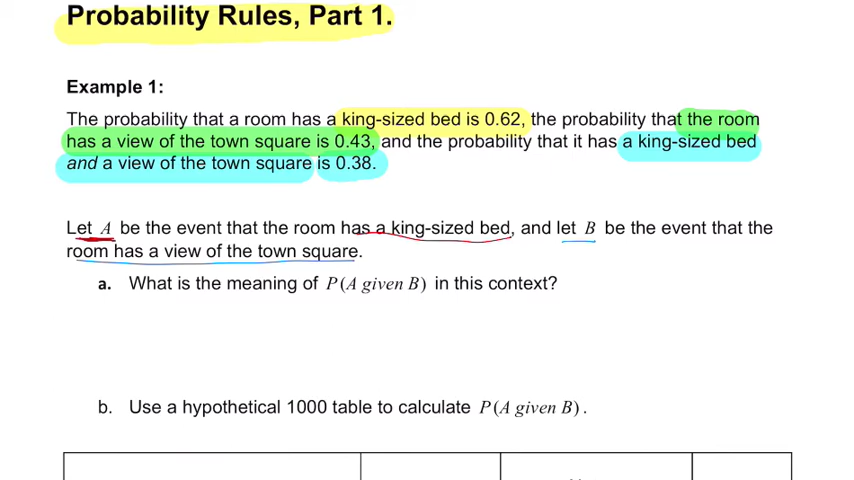 Probability Rules, Part 1.
Example 1:
The probability that a room has a king-sized bed is 0.62, the probability that the room
has a view of the town square is 0.43, and the probability that it has a king-sized bed
and a view of the town square is 0.38.
Let A be the event that the room has a king-sized bed, and let B be the event that the
room has a view of the town square.
a. What is the meaning of P(A given B) in this context?
b. Use a hypothetical 1000 table to calculate P(A given B).